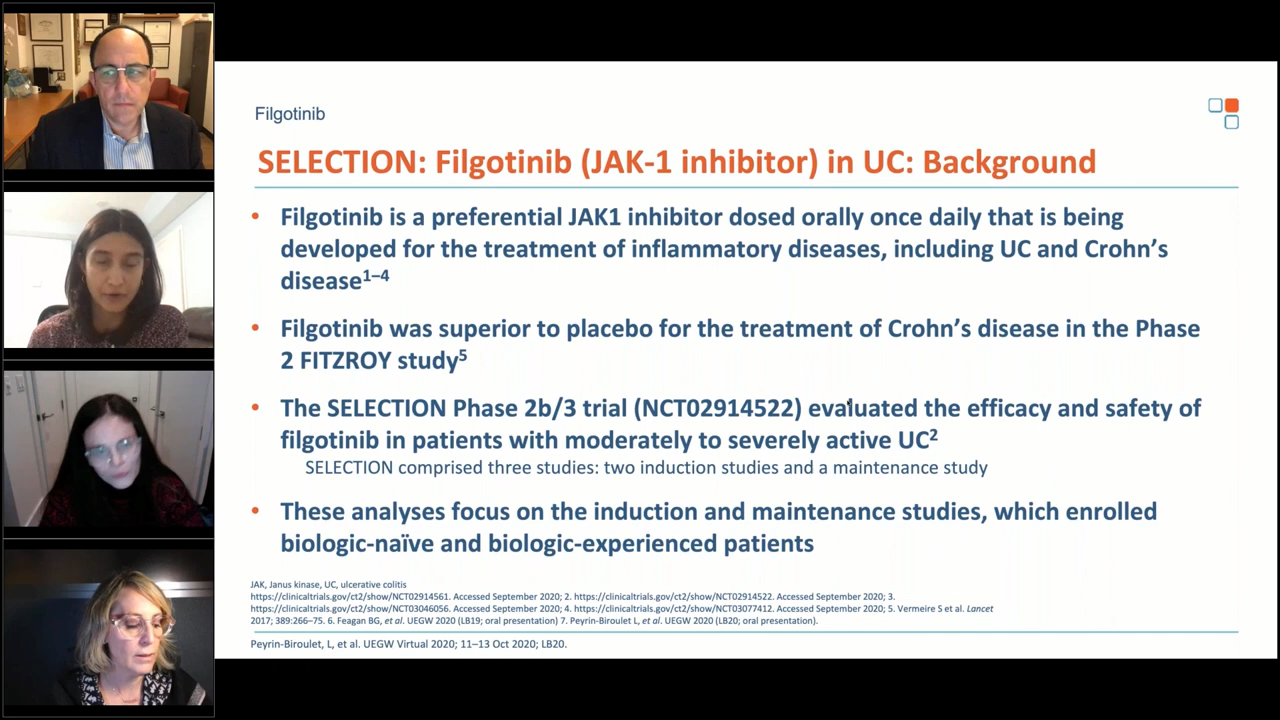 Filgotinib
SELECTION: Filgotinib (JAK-1 inhibitor) in UC: Background
• Filgotinib is a preferential JAK1 inhibitor dosed orally once daily that is being
developed for the treatment of inflammatory diseases, including UC and Crohn’s
disease1–4
• Filgotinib was superior to placebo for the treatment of Crohn’s disease in the Phase
2 FITZROY study5
• The SELECTION Phase 2b/3 trial (NCT02914522) evaluated the efficacy and safety of
filgotinib in patients with moderately to severely active UC2
SELECTION comprised three studies: two induction studies and a maintenance study
• These analyses focus on the induction and maintenance studies, which enrolled
biologic-naïve and biologic-experienced patients
JAK, Janus kinase, UC, ulcerative colitis
https://clinicaltrials.gov/ct2/show/NCT02914561. Accessed September 2020; 2. https://clinicaltrials.gov/ct2/show/NCT02914522. Accessed September 2020; 3.
https://clinicaltrials.gov/ct2/show/NCT03046056. Accessed September 2020; 4. https://clinicaltrials.gov/ct2/show/NCT03077412. Accessed September 2020; 5. Vermeire S et al. Lancet
2017; 389:266–75. 6. Feagan BG, et al. UEGW 2020 (LB19; oral presentation) 7. Peyrin-Biroulet L, et al. UEGW 2020 (LB20; oral presentation).
Peyrin-Biroulet, L, et al. UEGW Virtual 2020; 11–13 Oct 2020; LB20.